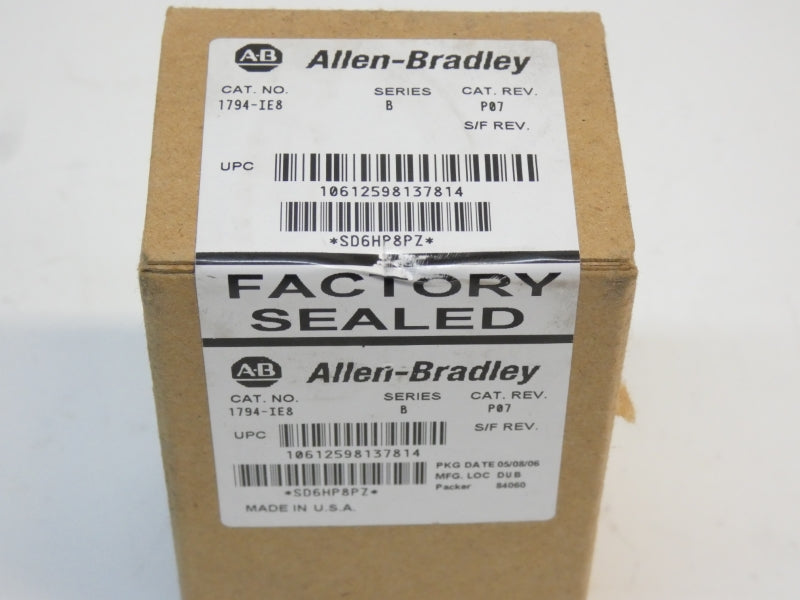 A-B Allen-Bradley
CAT. NO. SERIES CAT. REV.
1794-IE8 B P07
S/F REV.
UPC
10612598137814
*SD6HP8PZ*
FACTORY
SEALED
A-B Allen-Bradley
CAT. NO. SERIES CAT. REV.
1794-IE8 B P07
UPC S/F REV.
10612598137814
PKG DATE 05/08/06
MFG. LOC DUB
*SD6HP8PZ* Packer 84060
MADE IN U.S.A.